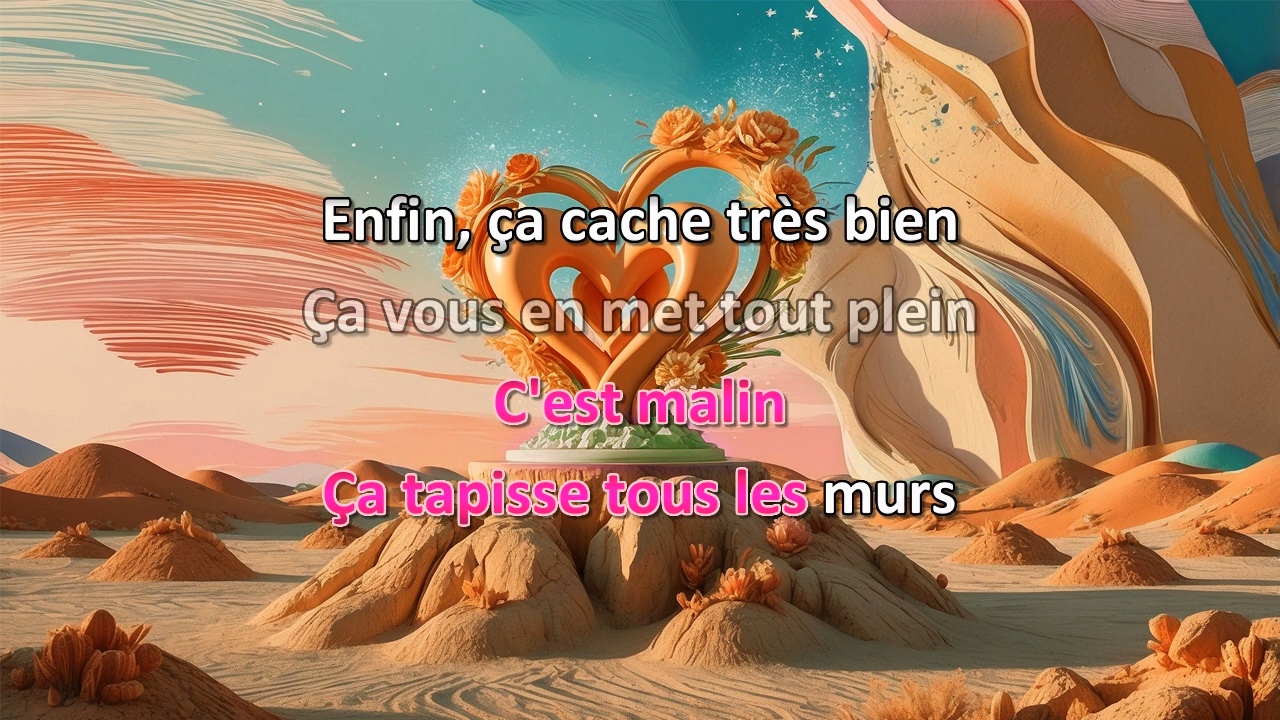 Enfin, ça cache très bien
Ça vous en met tout plein
C'est malin
Ça tapisse tous les murs